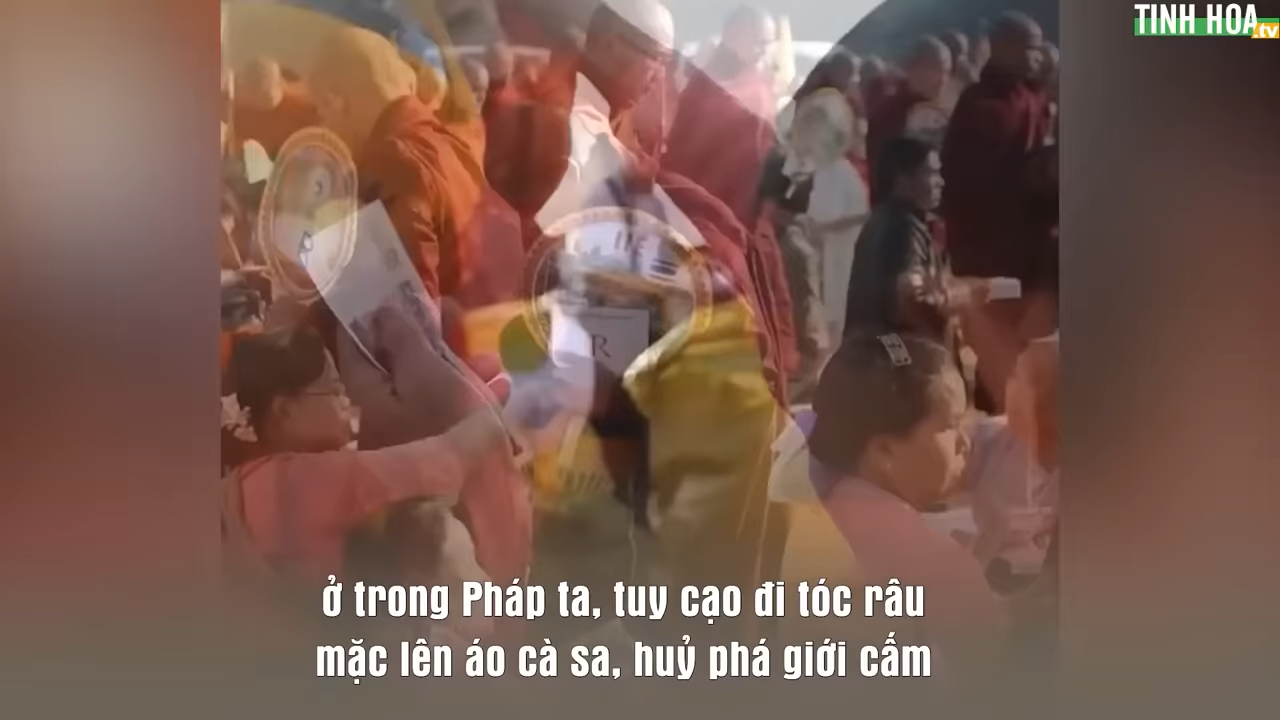 TINH HOA
.tv
R
ở trong Pháp ta, tuy cạo đi tóc râu
mặc lên áo cà sa, huỷ phá giới cấm